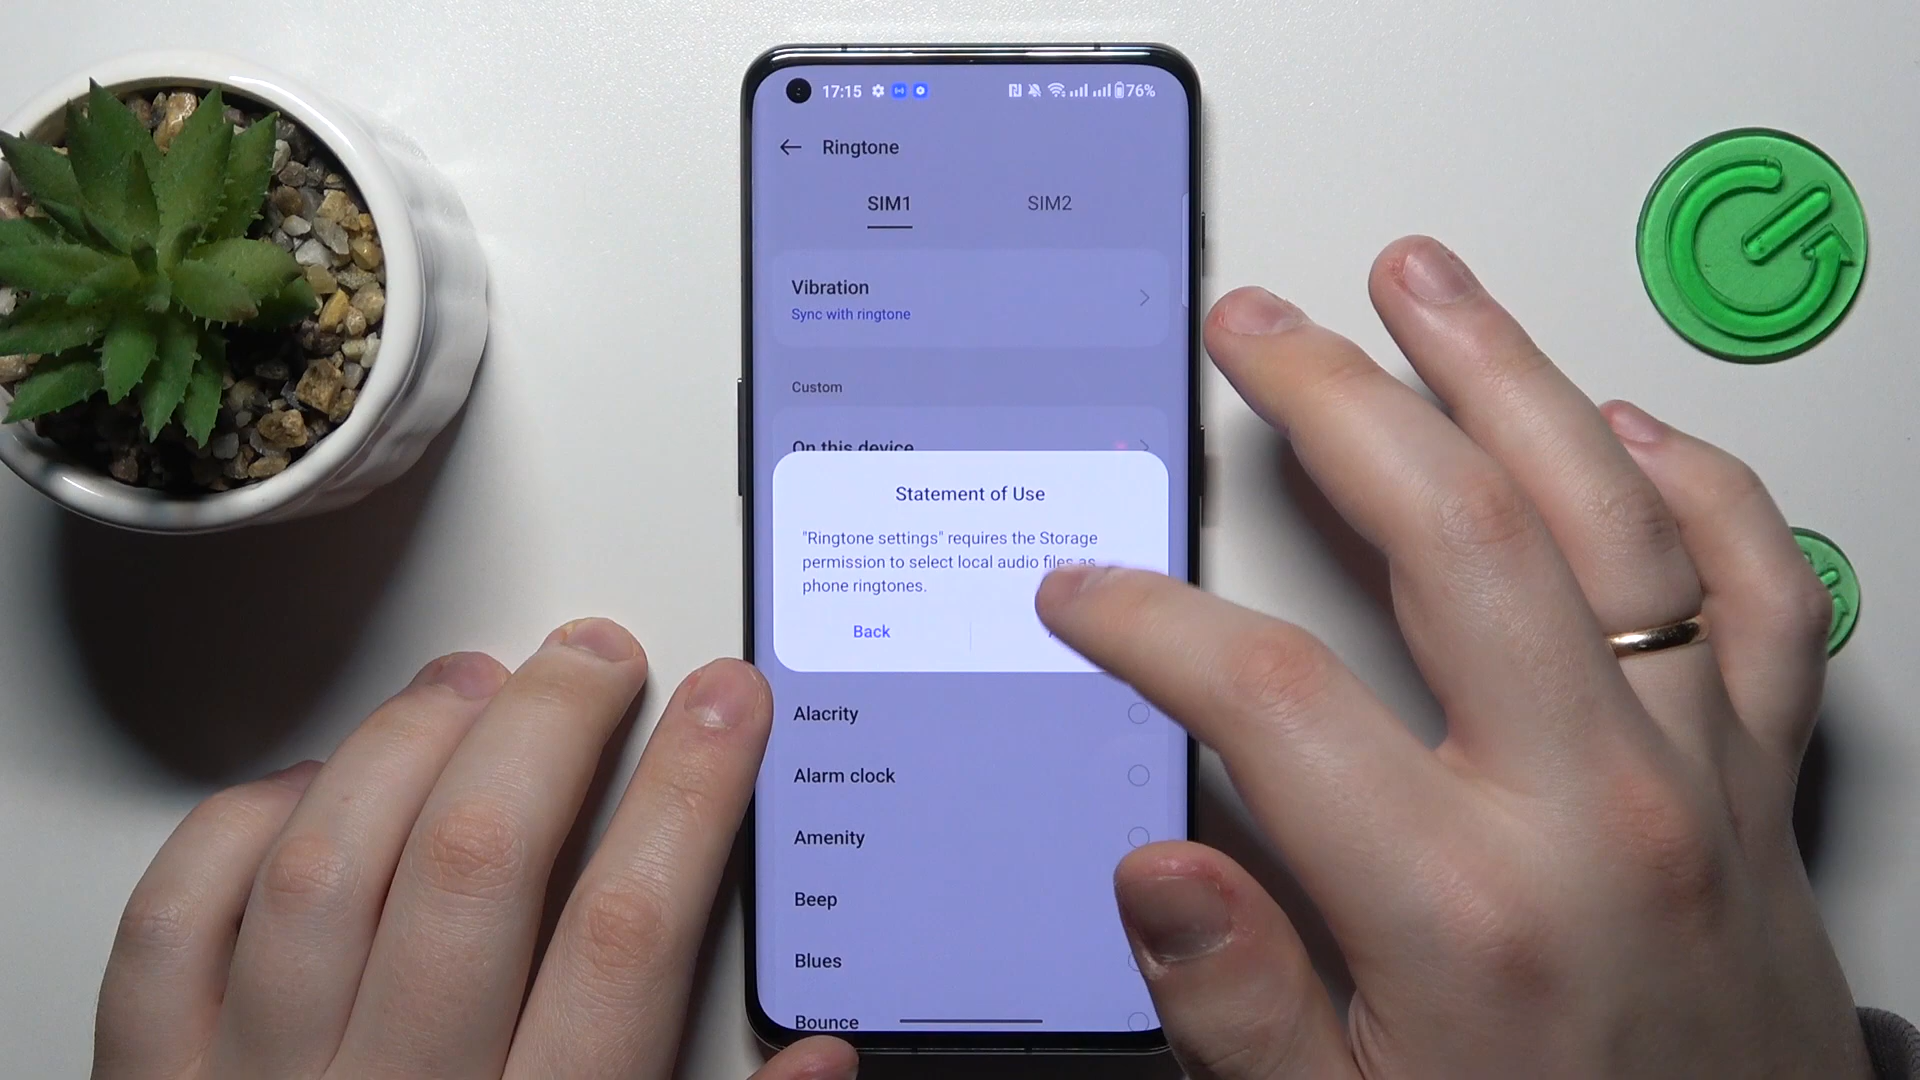 17:15
76%
Ringtone
SIM1 SIM2
Vibration
Sync with ringtone
Custom
On this device
Statement of Use
"Ringtone settings" requires the Storage
permission to select local audio files as
phone ringtones.
Back
Alacrity
Alarm clock
Amenity
Beep
Blues
Bounce